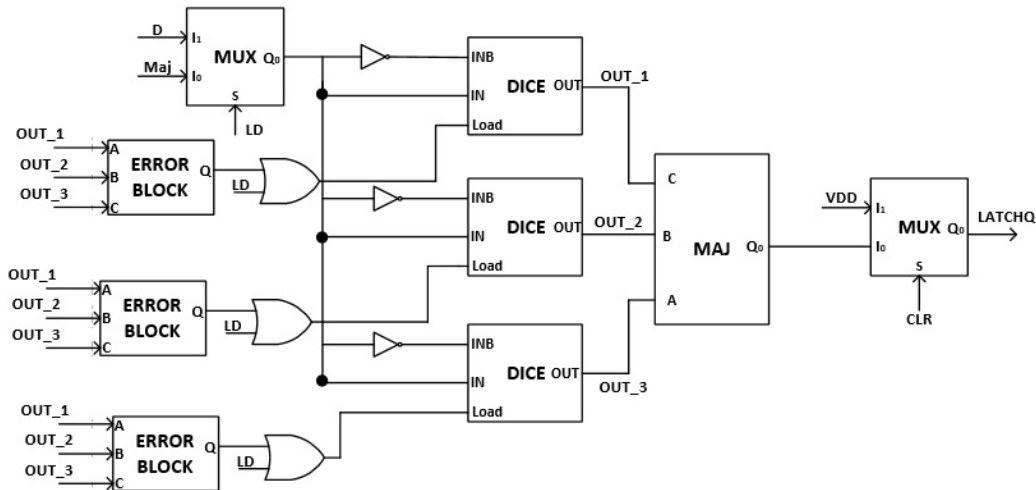 D
I₁
MUX
Q₀
Maj
I₀
S
LD
INB
DICE
OUT
OUT_1
IN
Load
OUT_1
A
ERROR
BLOCK
Q
OUT_2
B
OUT_3
C
LD
INB
DICE
OUT
OUT_2
IN
Load
C
B
MAJ
Q₀
A
VDD
I₁
MUX
Q₀
LATCHQ
I₀
S
CLR
OUT_1
A
ERROR
BLOCK
Q
OUT_2
B
OUT_3
C
LD
INB
DICE
OUT
OUT_3
IN
Load
OUT_1
A
ERROR
BLOCK
Q
OUT_2
B
OUT_3
C
LD